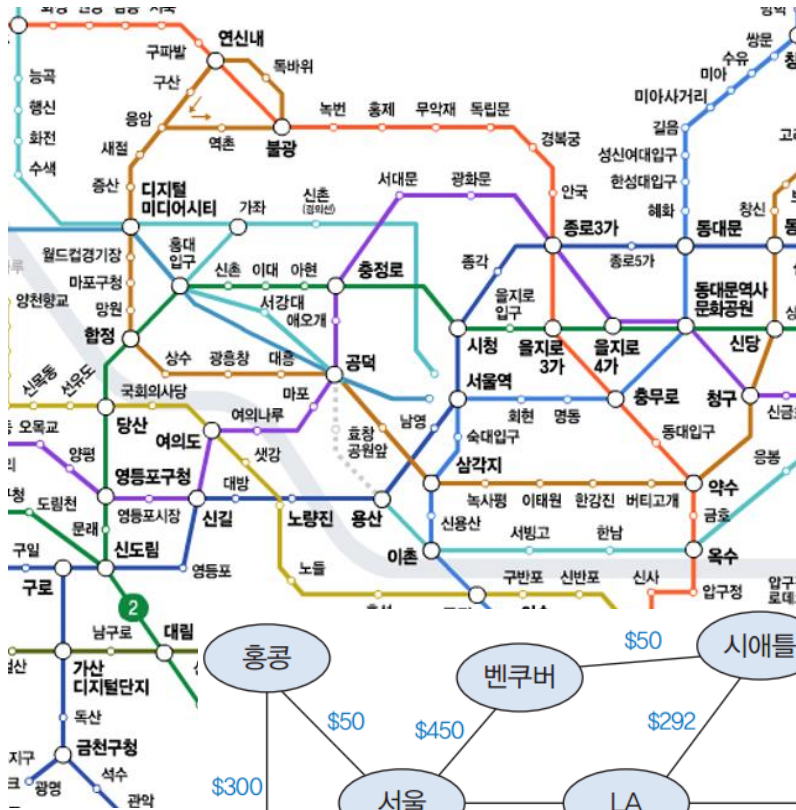 연신내
구파발
독바위
쌍문
수유
미아
미아사거리
능곡
구산
행신
응암
역촌
불광
녹번
홍제
무악재
독립문
경복궁
길음
화전
새절
성신여대입구
수색
증산
디지털
미디어시티
가좌
신촌
(경의선)
서대문
광화문
안국
한성대입구
혜화
창신
종로3가
동대문
월드컵경기장
홍대
입구
신촌
이대
아현
충정로
종각
종로5가
마포구청
양천향교
망원
서강대
애오개
을지로
입구
동대문역사
문화공원
합정
시청
을지로
3가
을지로
4가
신당
상수
광흥창
대흥
공덕
서울역
신목동
선유도
국회의사당
마포
남영
회현
명동
충무로
청구
신금
오목교
당산
여의도
여의나루
효창
공원앞
숙대입구
동대입구
양평
샛강
삼각지
응봉
영등포구청
대방
약수
도림천
영등포시장
신길
노량진
용산
녹사평
이태원
한강진
버티고개
문래
신용산
금호
구일
신도림
영등포
이촌
서빙고
한남
옥수
구로
노들
구반포
신반포
신사
압구정
압구
로데
2
남구로
대림
가산
디지털단지
독산
금천구청
석수
광명
관악
홍콩
벤쿠버
$50
시애틀
$50
$450
$292
$300
서울
LA